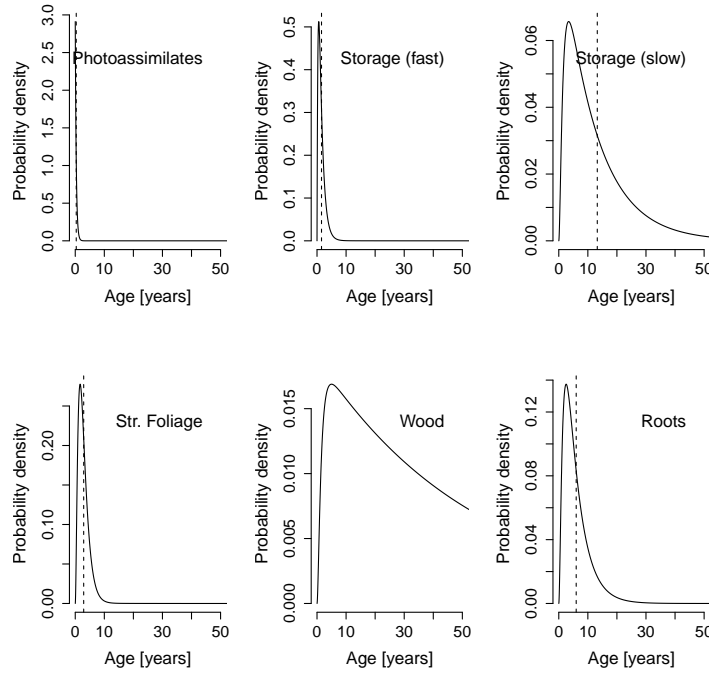 Photoassimilates
Probability density
0.0 0.5 1.0 1.5 2.0 2.5 3.0
0 10 30 50
Age [years]
Storage (fast)
Probability density
0.0 0.1 0.2 0.3 0.4 0.5
0 10 30 50
Age [years]
Storage (slow)
Probability density
0.00 0.02 0.04 0.06
0 10 30 50
Age [years]
Str. Foliage
Probability density
0.00 0.10 0.20
0 10 30 50
Age [years]
Wood
Probability density
0.000 0.005 0.010 0.015
0 10 30 50
Age [years]
Roots
Probability density
0.00 0.04 0.08 0.12
0 10 30 50
Age [years]